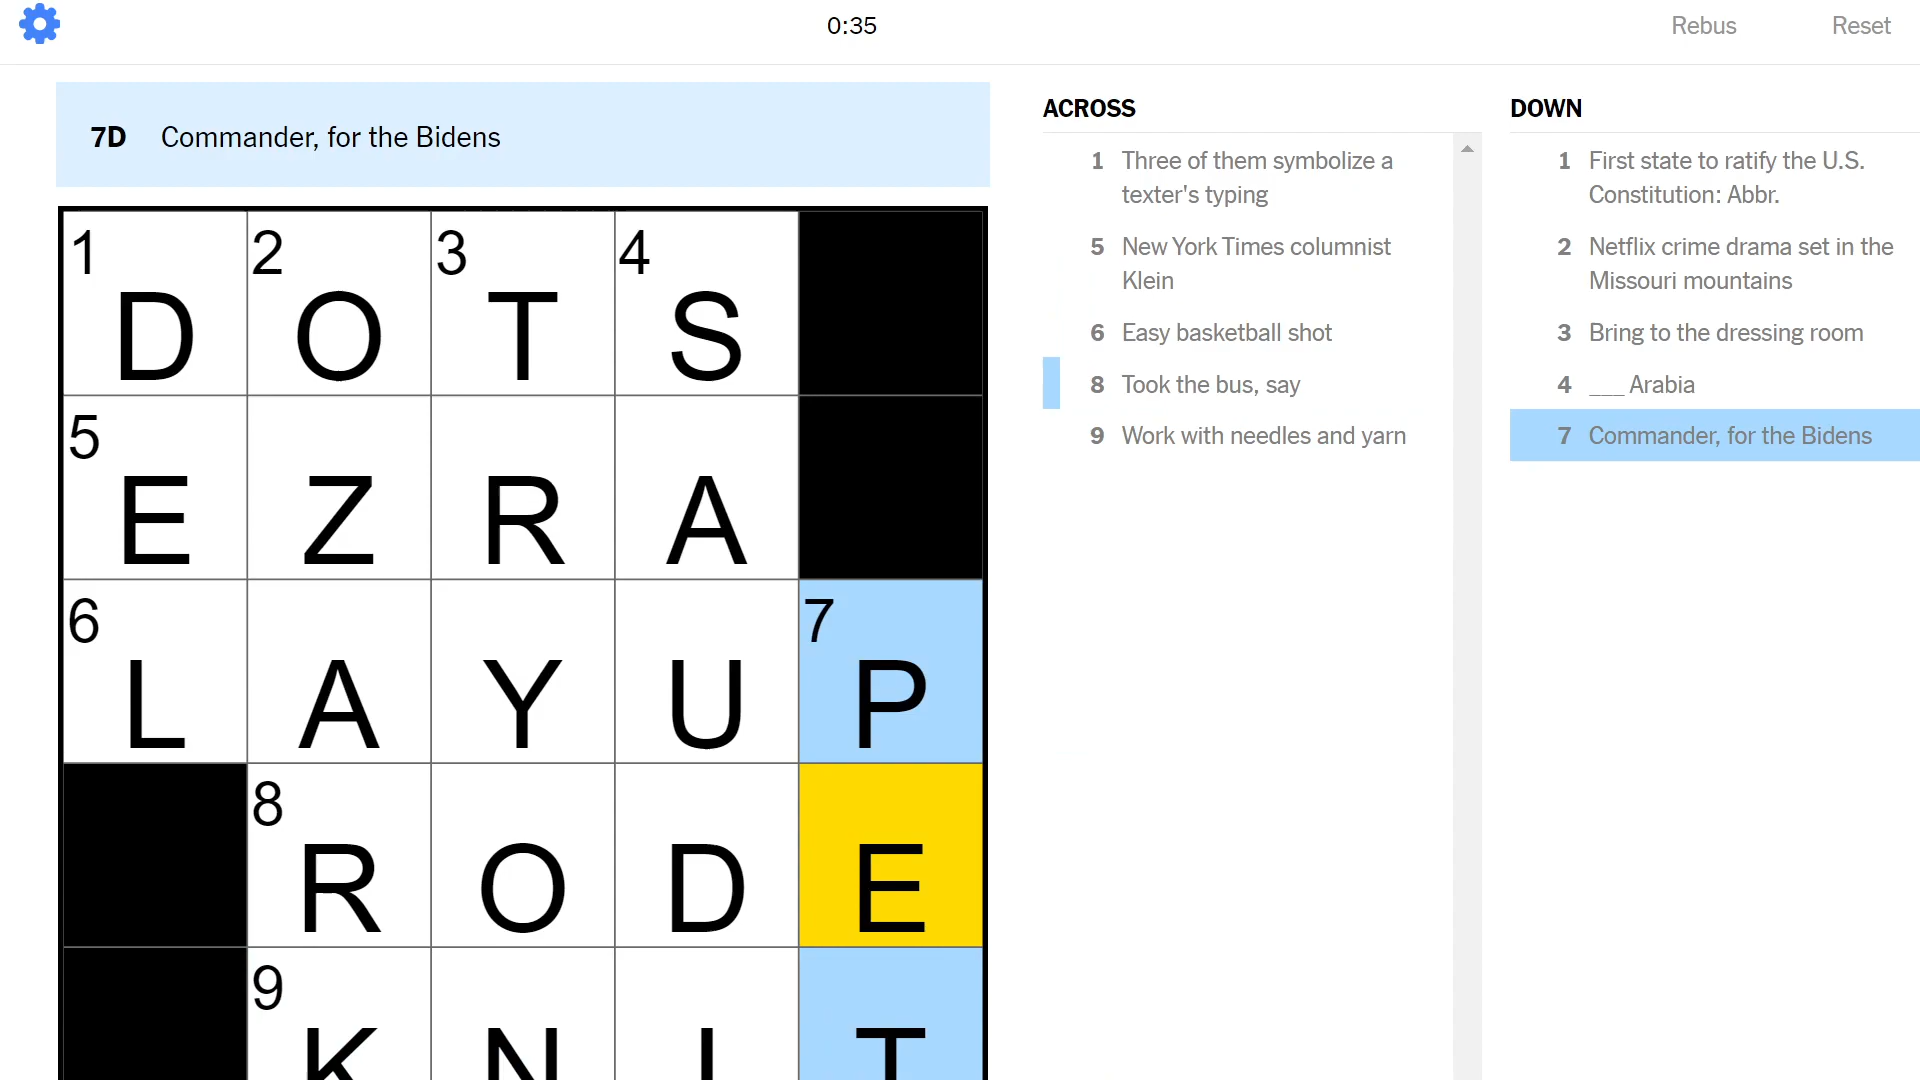 0:35
Rebus
Reset
7D Commander, for the Bidens
1 2 3 4
D O T S
5
E Z R A
6 7
L A Y U P
8
R O D E
9
K N I T
ACROSS
1 Three of them symbolize a
texter's typing
5 New York Times columnist
Klein
6 Easy basketball shot
8 Took the bus, say
9 Work with needles and yarn
DOWN
1 First state to ratify the U.S.
Constitution: Abbr.
2 Netflix crime drama set in the
Missouri mountains
3 Bring to the dressing room
4 ___ Arabia
7 Commander, for the Bidens